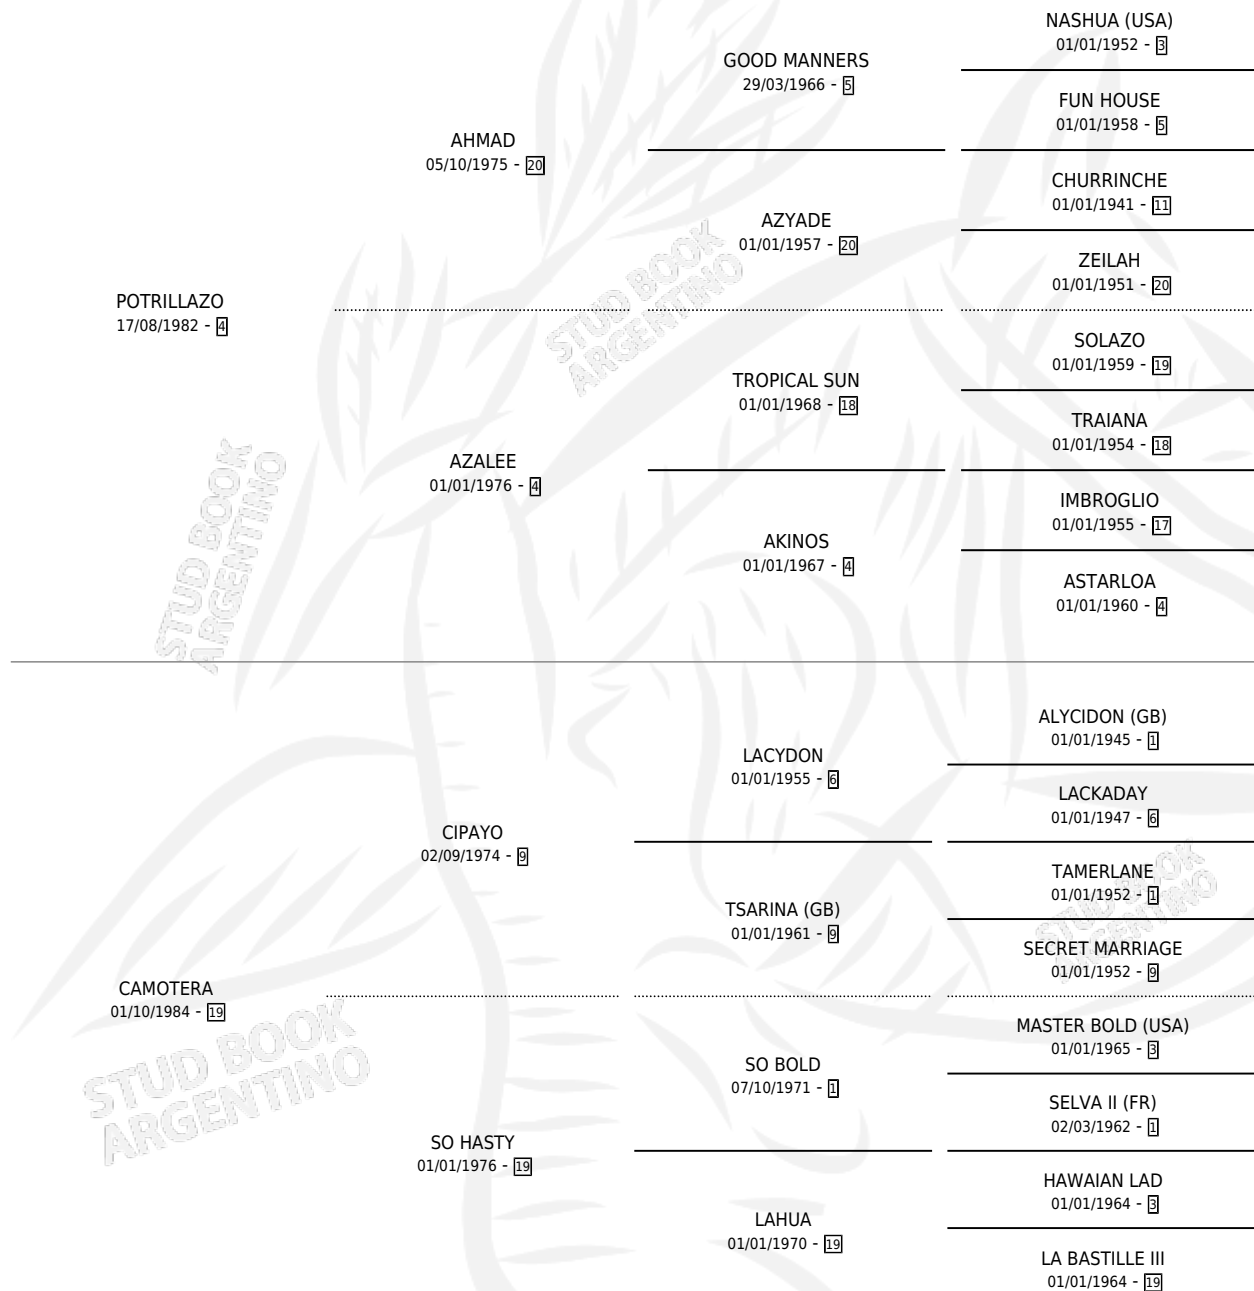 POTRILLAZO
17/08/1982 - 4
AHMAD
05/10/1975 - 20
AZALEE
01/01/1976 - 4
GOOD MANNERS
29/03/1966 - 5
AZYADE
01/01/1957 - 20
TROPICAL SUN
01/01/1968 - 18
AKINOS
01/01/1967 - 4
NASHUA (USA)
01/01/1952 - 3
FUN HOUSE
01/01/1958 - 5
CHURRINCHE
01/01/1941 - 11
ZEILAH
01/01/1951 - 20
SOLAZO
01/01/1959 - 19
TRAIANA
01/01/1954 - 18
IMBROGLIO
01/01/1955 - 17
ASTARLOA
01/01/1960 - 4
CAMOTERA
01/10/1984 - 19
CIPAYO
02/09/1974 - 9
SO HASTY
01/01/1976 - 19
LACYDON
01/01/1955 - 6
TSARINA (GB)
01/01/1961 - 9
SO BOLD
07/10/1971 - 1
LAHUA
01/01/1970 - 19
ALYCIDON (GB)
01/01/1945 - 1
LACKADAY
01/01/1947 - 6
TAMERLANE
01/01/1952 - 1
SECRET MARRIAGE
01/01/1952 - 9
MASTER BOLD (USA)
01/01/1965 - 3
SELVA II (FR)
02/03/1962 - 1
HAWAIAN LAD
01/01/1964 - 3
LA BASTILLE III
01/01/1964 - 19
STUD BOOK
ARGENTINO
STUD BOOK
ARGENTINO
STUD BOOK
ARGENTINO
STUD BOOK
ARGENTINO